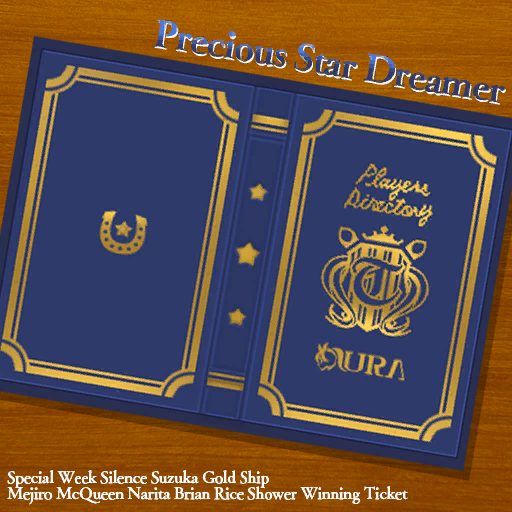 Precious Star Dreamer
Players
Directory
U
URA
Special Week Silence Suzuka Gold Ship
Mejiro McQueen Narita Brian Rice Shower Winning Ticket